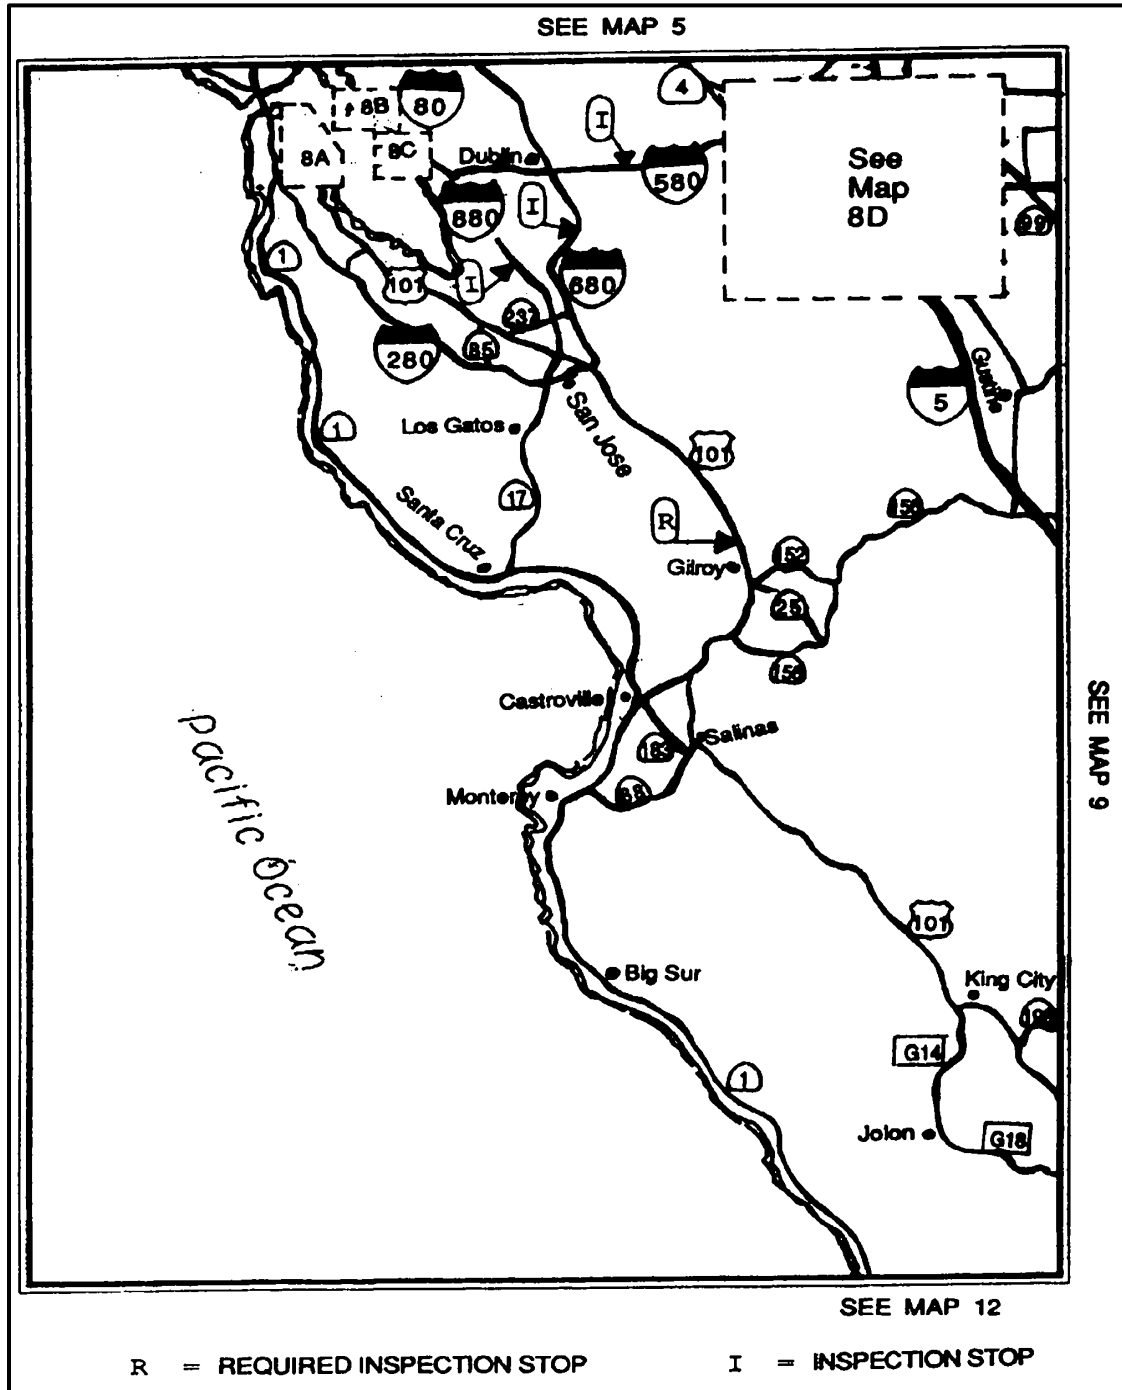 SEE MAP 5
4
8B
80
I
8A
8C
Dublin
580
See
Map
8D
880
I
99
1
101
I
680
237
85
280
5
Gustine
1
Los Gatos
San Jose
101
17
Santa Cruz
R
152
Gilroy
25
156
Castroville
SEE MAP 9
183
Salinas
pacific Ocean
Monterey
68
101
Big Sur
King City
G14
1
Jolon
G18
SEE MAP 12
R = REQUIRED INSPECTION STOP
I = INSPECTION STOP